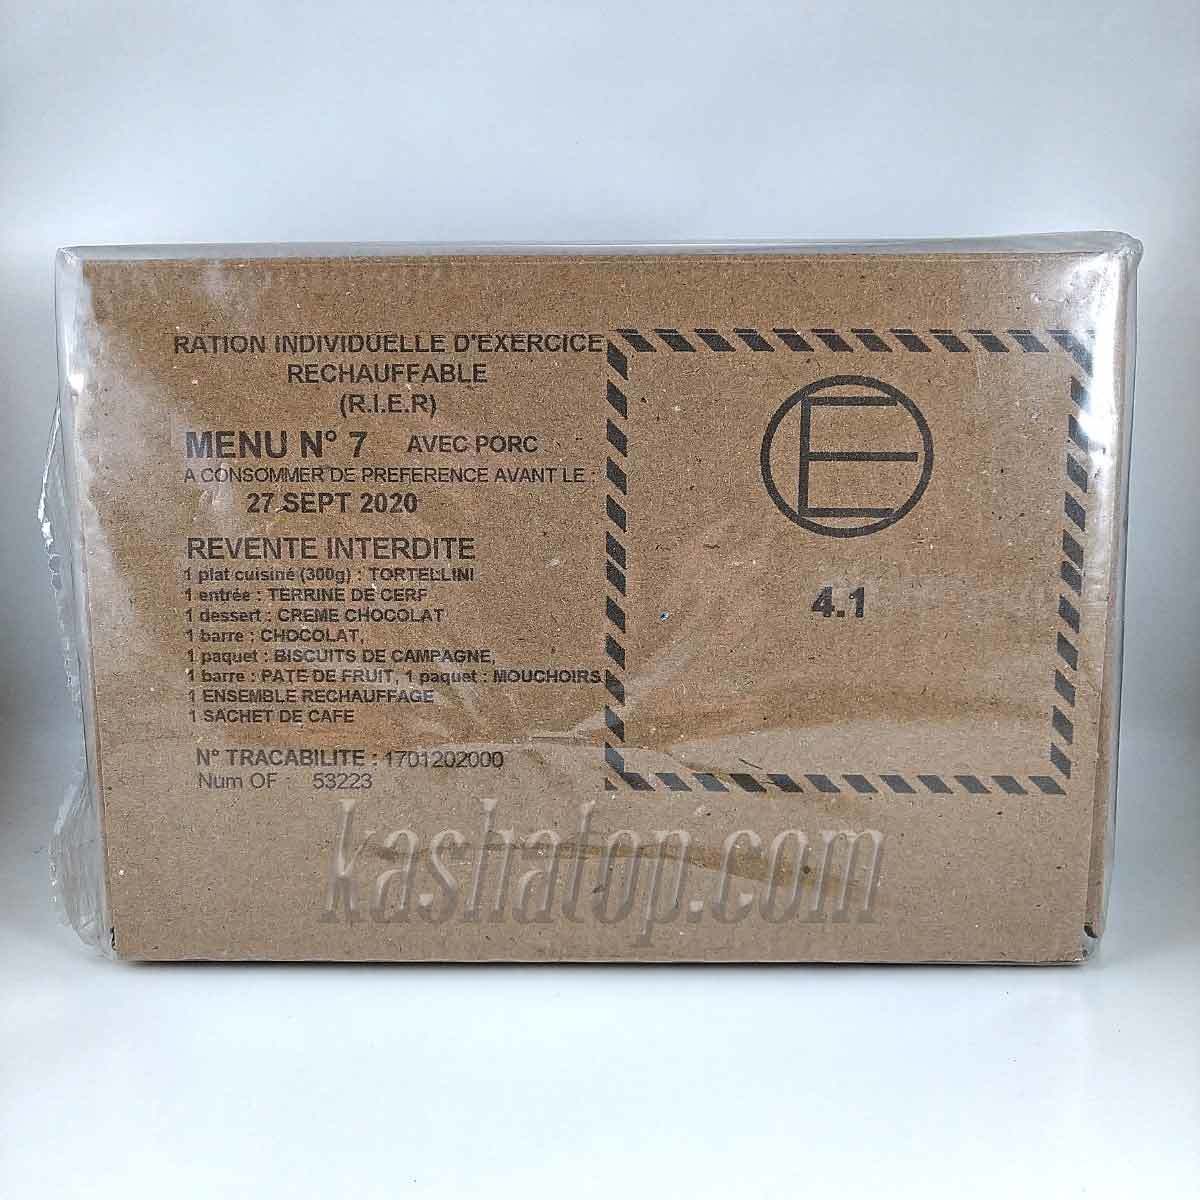 RATION INDIVIDUELLE D'EXERCICE
RECHAUFFABLE
(R.I.E.R)
MENU N° 7 AVEC PORC
A CONSOMMER DE PREFERENCE AVANT LE :
27 SEPT 2020
REVENTE INTERDITE
1 plat cuisiné (300g) : TORTELLINI
1 entrée : TERRINE DE CERF
1 dessert : CREME CHOCOLAT
1 barre : CHOCOLAT,
1 paquet : BISCUITS DE CAMPAGNE,
1 barre : PATE DE FRUIT, 1 paquet : MOUCHOIRS
1 ENSEMBLE RECHAUFFAGE
1 SACHET DE CAFE
N° TRACABILITE : 1701202000
Num OF : 53223
E
4.1
kashatop.com